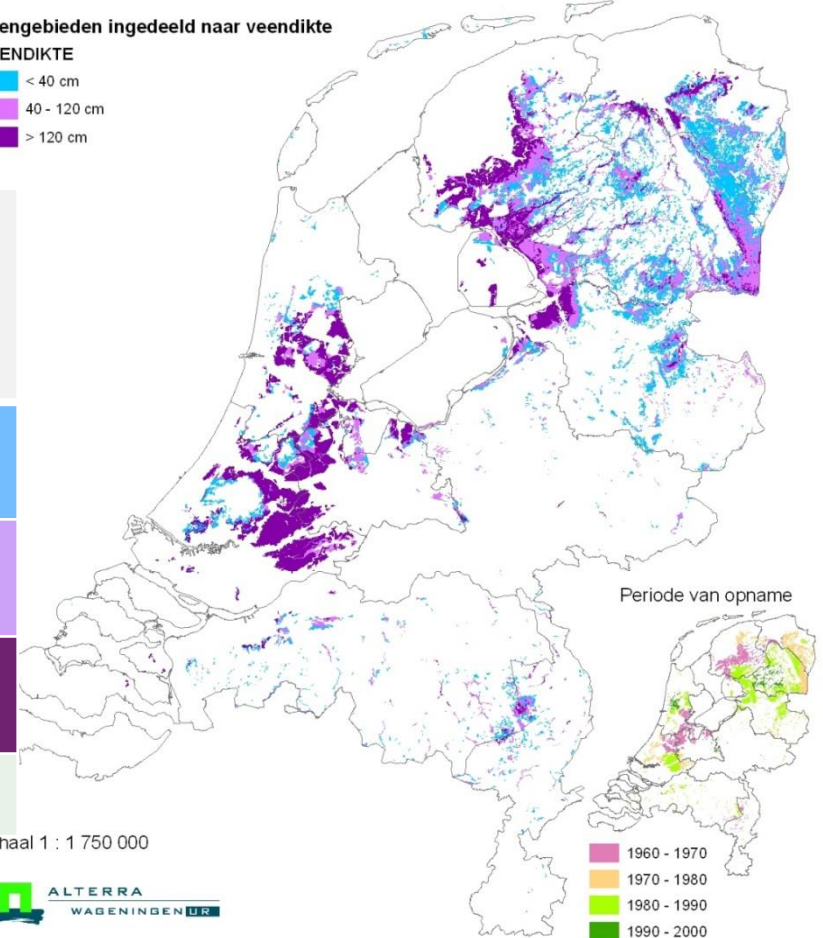 engebieden ingedeeld naar veendikte
ENDIKTE
< 40 cm
40 - 120 cm
> 120 cm
Periode van opname
haal 1 : 1 750 000
1960 - 1970
1970 - 1980
1980 - 1990
1990 - 2000
ALTERRA
WAGENINGEN UR